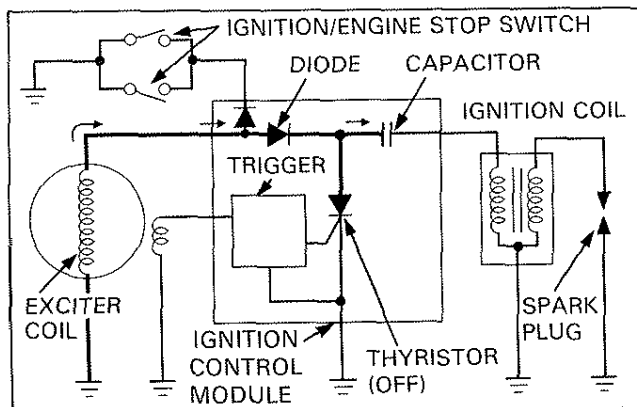 IGNITION/ENGINE STOP SWITCH
DIODE
CAPACITOR
IGNITION COIL
TRIGGER
EXCITER
COIL
IGNITION
CONTROL
MODULE
THYRISTOR
(OFF)
SPARK
PLUG